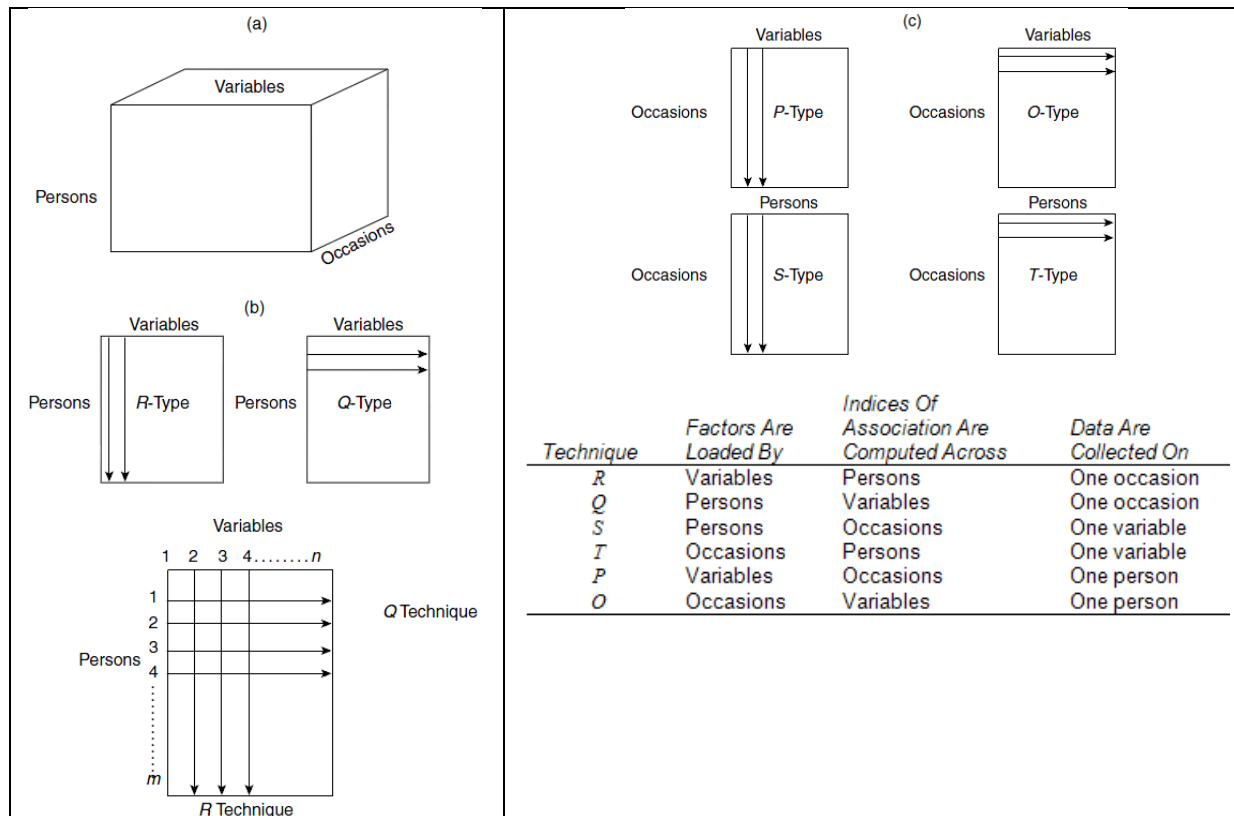 (a)
Variables
Persons
Occasions
(b)
Variables
Variables
Persons
R-Type
Persons
Q-Type
Variables
1 2 3 4........n
1
2
3
4
m
Persons
Q Technique
R Technique
(c)
Variables
Variables
Occasions
P-Type
Occasions
O-Type
Persons
Persons
Occasions
S-Type
Occasions
T-Type
Technique
Factors Are
Loaded By
Indices Of
Association Are
Computed Across
Data Are
Collected On
R Variables Persons One occasion
Q Persons Variables One occasion
S Persons Occasions One variable
T Occasions Persons One variable
P Variables Occasions One person
O Occasions Variables One person